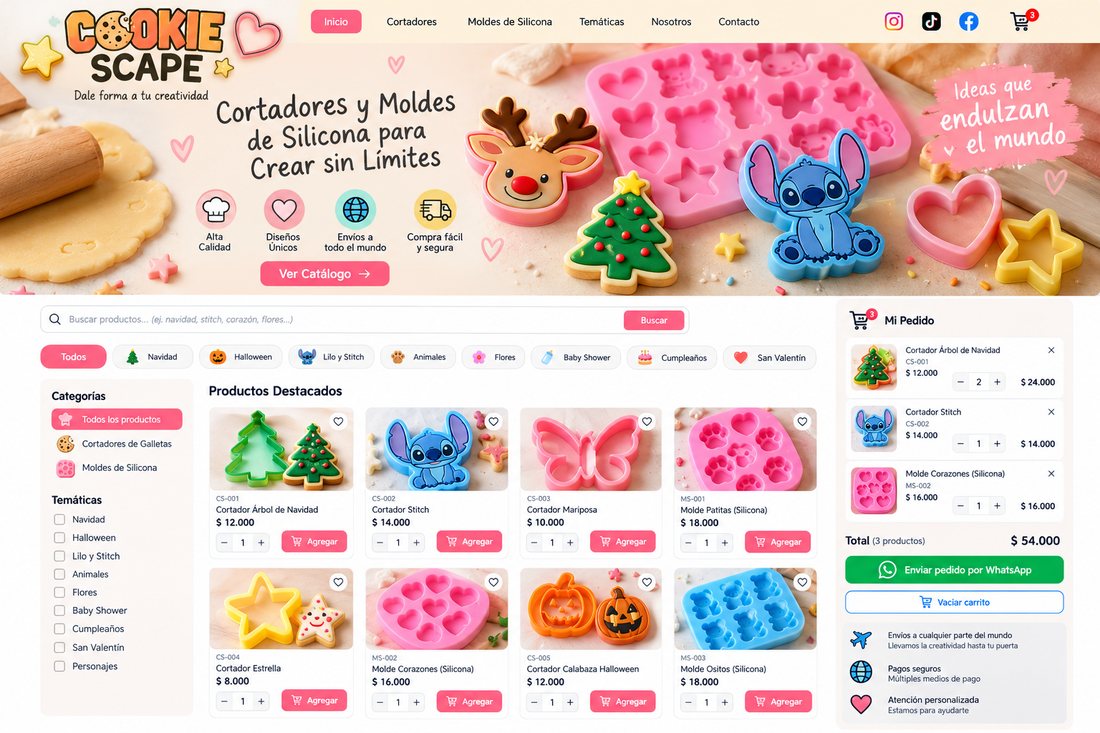 COOKIE
SCAPE
Dale forma a tu creatividad
Inicio
Cortadores
Moldes de Silicona
Temáticas
Nosotros
Contacto
3
Cortadores y Moldes
de Silicona para
Crear sin Límites
Alta
Calidad
Diseños
Únicos
Envíos a
todo el mundo
Compra fácil
y segura
Ver Catálogo →
Ideas que
endulzan
el mundo
Buscar productos... (ej. navidad, stitch, corazón, flores...)
Buscar
Todos
Navidad
Halloween
Lilo y Stitch
Animales
Flores
Baby Shower
Cumpleaños
San Valentín
Categorías
Todos los productos
Cortadores de Galletas
Moldes de Silicona
Temáticas
Navidad
Halloween
Lilo y Stitch
Animales
Flores
Baby Shower
Cumpleaños
San Valentín
Personajes
Productos Destacados
CS-001
Cortador Árbol de Navidad
$ 12.000
− 1 + Agregar
CS-002
Cortador Stitch
$ 14.000
− 1 + Agregar
CS-003
Cortador Mariposa
$ 10.000
− 1 + Agregar
MS-001
Molde Patitas (Silicona)
$ 18.000
− 1 + Agregar
CS-004
Cortador Estrella
$ 8.000
− 1 + Agregar
MS-002
Molde Corazones (Silicona)
$ 16.000
− 1 + Agregar
CS-005
Cortador Calabaza Halloween
$ 12.000
− 1 + Agregar
MS-003
Molde Ositos (Silicona)
$ 18.000
− 1 + Agregar
3
Mi Pedido
Cortador Árbol de Navidad
CS-001
$ 12.000
− 2 + $ 24.000
Cortador Stitch
CS-002
$ 14.000
− 1 + $ 14.000
Molde Corazones (Silicona)
MS-002
$ 16.000
− 1 + $ 16.000
Total (3 productos) $ 54.000
Enviar pedido por WhatsApp
Vaciar carrito
Envíos a cualquier parte del mundo
Llevamos la creatividad hasta tu puerta
Pagos seguros
Múltiples medios de pago
Atención personalizada
Estamos para ayudarte